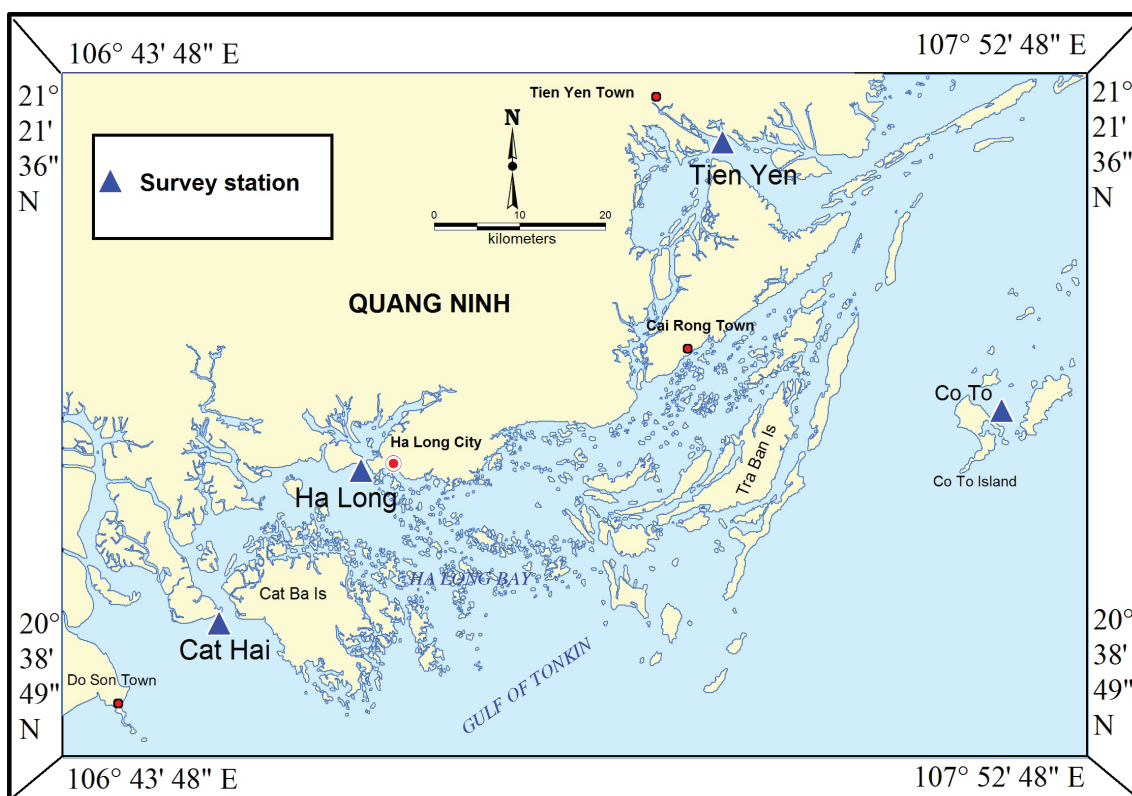 106° 43' 48" E
107° 52' 48" E
21°
21'
36"
N
21°
21'
36"
N
Tien Yen Town
N
Survey station
Tien Yen
0 10 20
kilometers
QUANG NINH
Cai Rong Town
Co To
Ha Long City
Tra Ban Is
Ha Long
Co To Island
HA LONG BAY
Cat Ba Is
20°
38'
49"
N
20°
38'
49"
N
Cat Hai
Do Son Town
GULF OF TONKIN
106° 43' 48" E
107° 52' 48" E